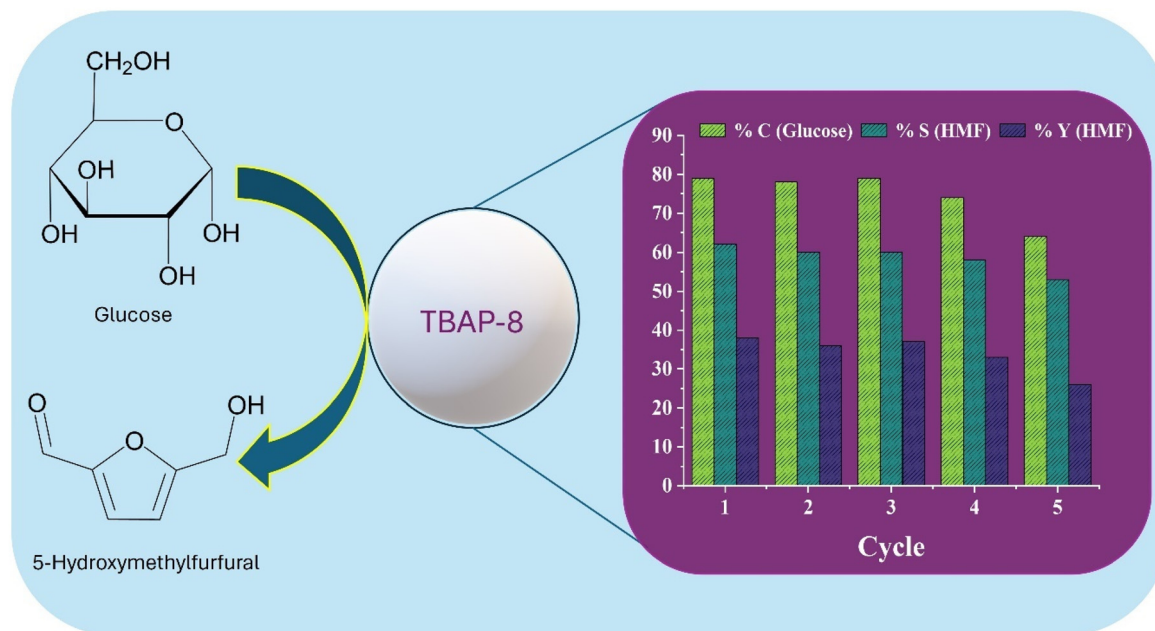 CH₂OH
O
OH
OH
OH
OH
Glucose
O
O
OH
5-Hydroxymethylfurfural
TBAP-8
% C (Glucose) % S (HMF) % Y (HMF)
90
80
70
60
50
40
30
20
10
0
1 2 3 4 5
Cycle